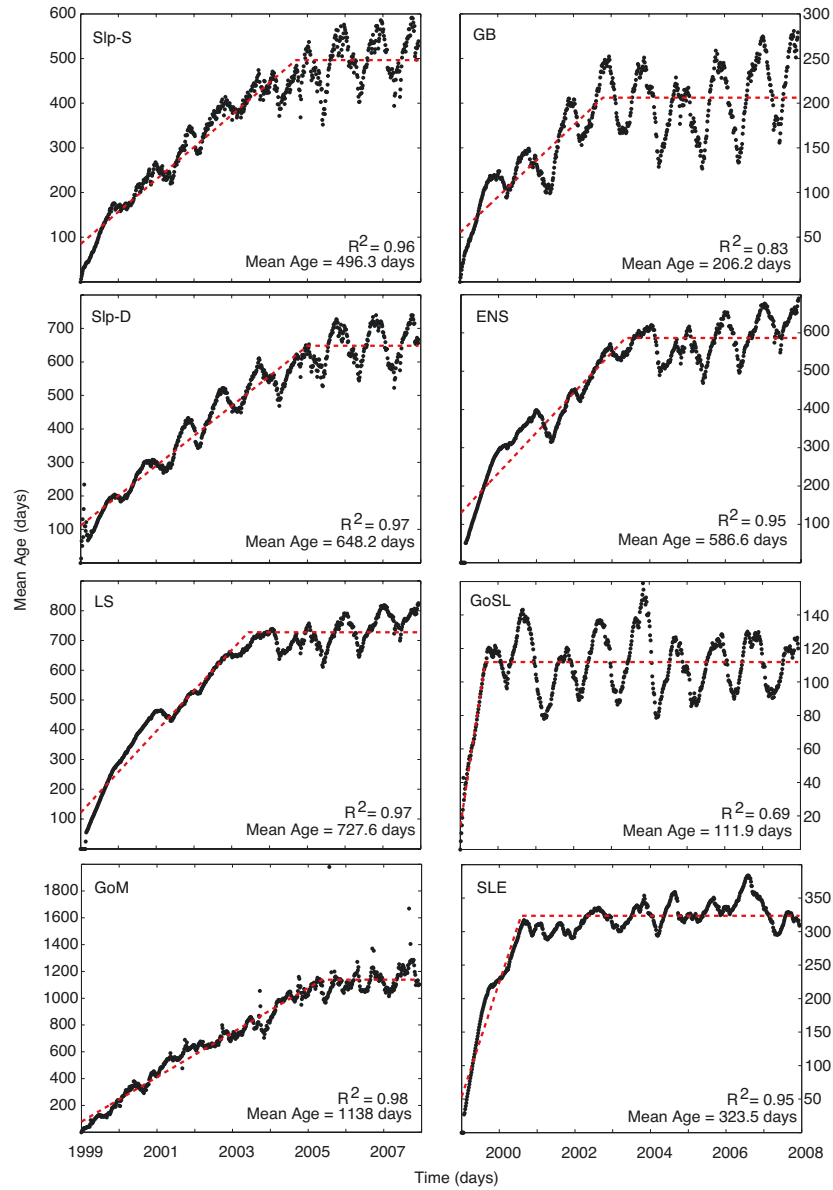 Mean Age (days)
Slp-S
600
500
400
300
200
100
R2 = 0.96
Mean Age = 496.3 days
GB
300
250
200
150
100
50
R2 = 0.83
Mean Age = 206.2 days
Slp-D
700
600
500
400
300
200
100
R2 = 0.97
Mean Age = 648.2 days
ENS
600
500
400
300
200
100
R2 = 0.95
Mean Age = 586.6 days
LS
800
700
600
500
400
300
200
100
R2 = 0.97
Mean Age = 727.6 days
GoSL
140
120
100
80
60
40
20
R2 = 0.69
Mean Age = 111.9 days
GoM
1800
1600
1400
1200
1000
800
600
400
200
R2 = 0.98
Mean Age = 1138 days
1999 2001 2003 2005 2007
SLE
350
300
250
200
150
100
50
R2 = 0.95
Mean Age = 323.5 days
2000 2002 2004 2006 2008
Time (days)